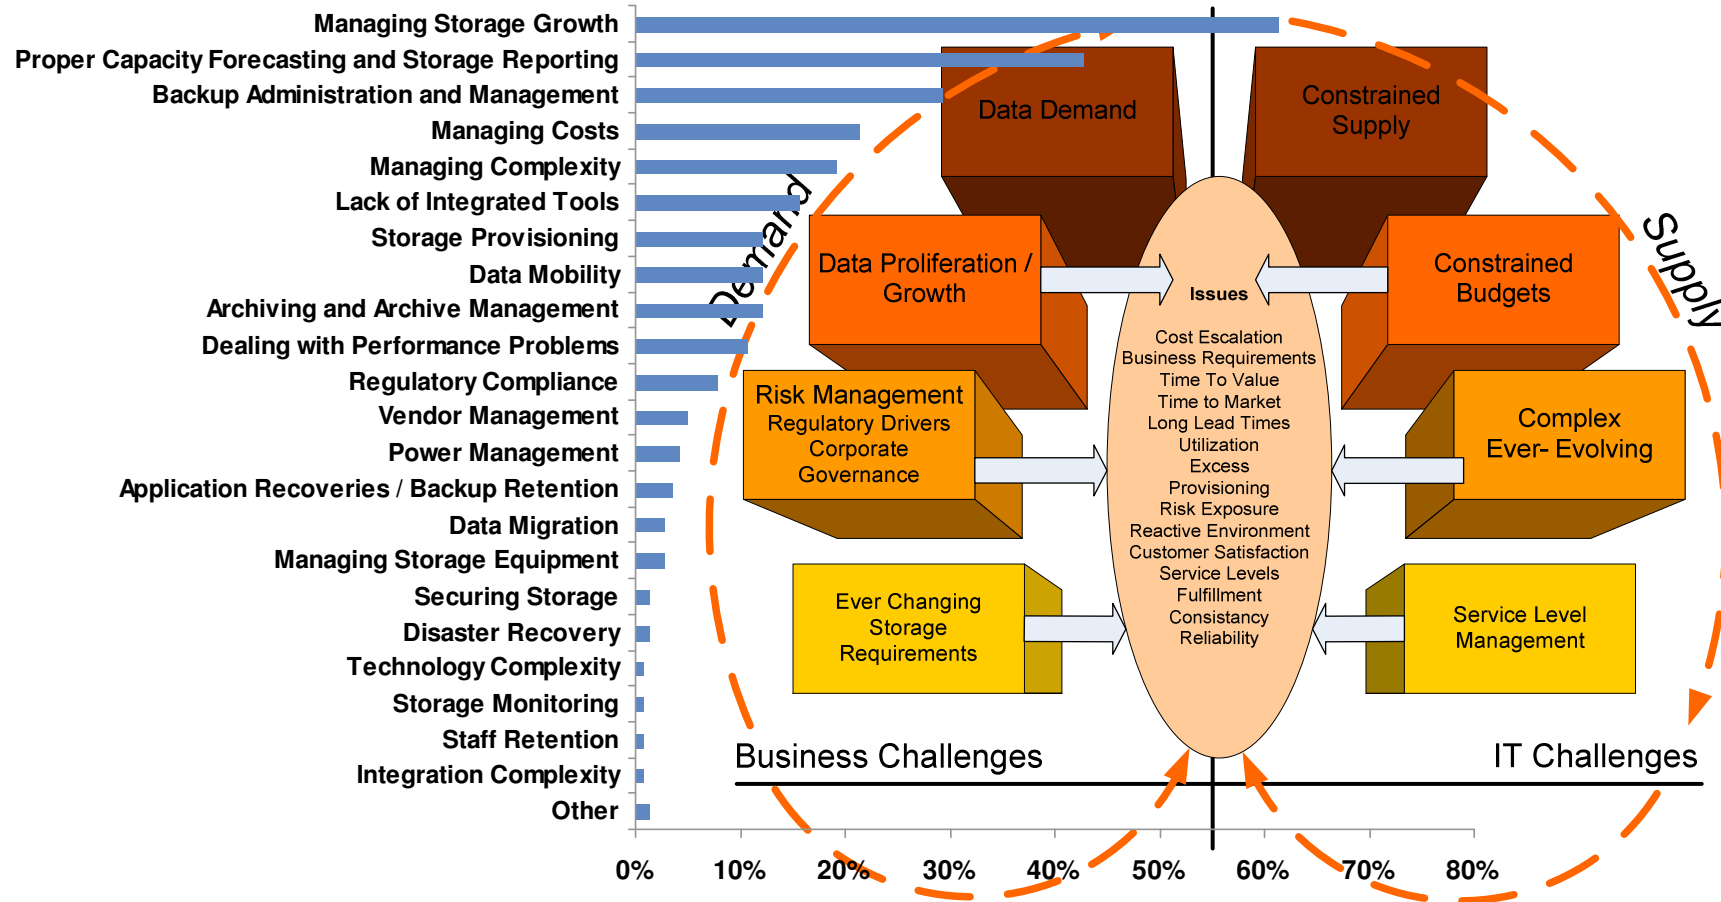 Managing Storage Growth
Proper Capacity Forecasting and Storage Reporting
Backup Administration and Management
Managing Costs
Managing Complexity
Lack of Integrated Tools
Storage Provisioning
Data Mobility
Archiving and Archive Management
Dealing with Performance Problems
Regulatory Compliance
Vendor Management
Power Management
Application Recoveries / Backup Retention
Data Migration
Managing Storage Equipment
Securing Storage
Disaster Recovery
Technology Complexity
Storage Monitoring
Staff Retention
Integration Complexity
Other
0%
10%
20%
30%
40%
50%
60%
70%
80%
Demand
Supply
Data Demand
Constrained
Supply
Data Proliferation /
Growth
Constrained
Budgets
Risk Management
Regulatory Drivers
Corporate
Governance
Complex
Ever- Evolving
Ever Changing
Storage
Requirements
Service Level
Management
Issues
Cost Escalation
Business Requirements
Time To Value
Time to Market
Long Lead Times
Utilization
Excess
Provisioning
Risk Exposure
Reactive Environment
Customer Satisfaction
Service Levels
Fulfillment
Consistancy
Reliability
Business Challenges
IT Challenges